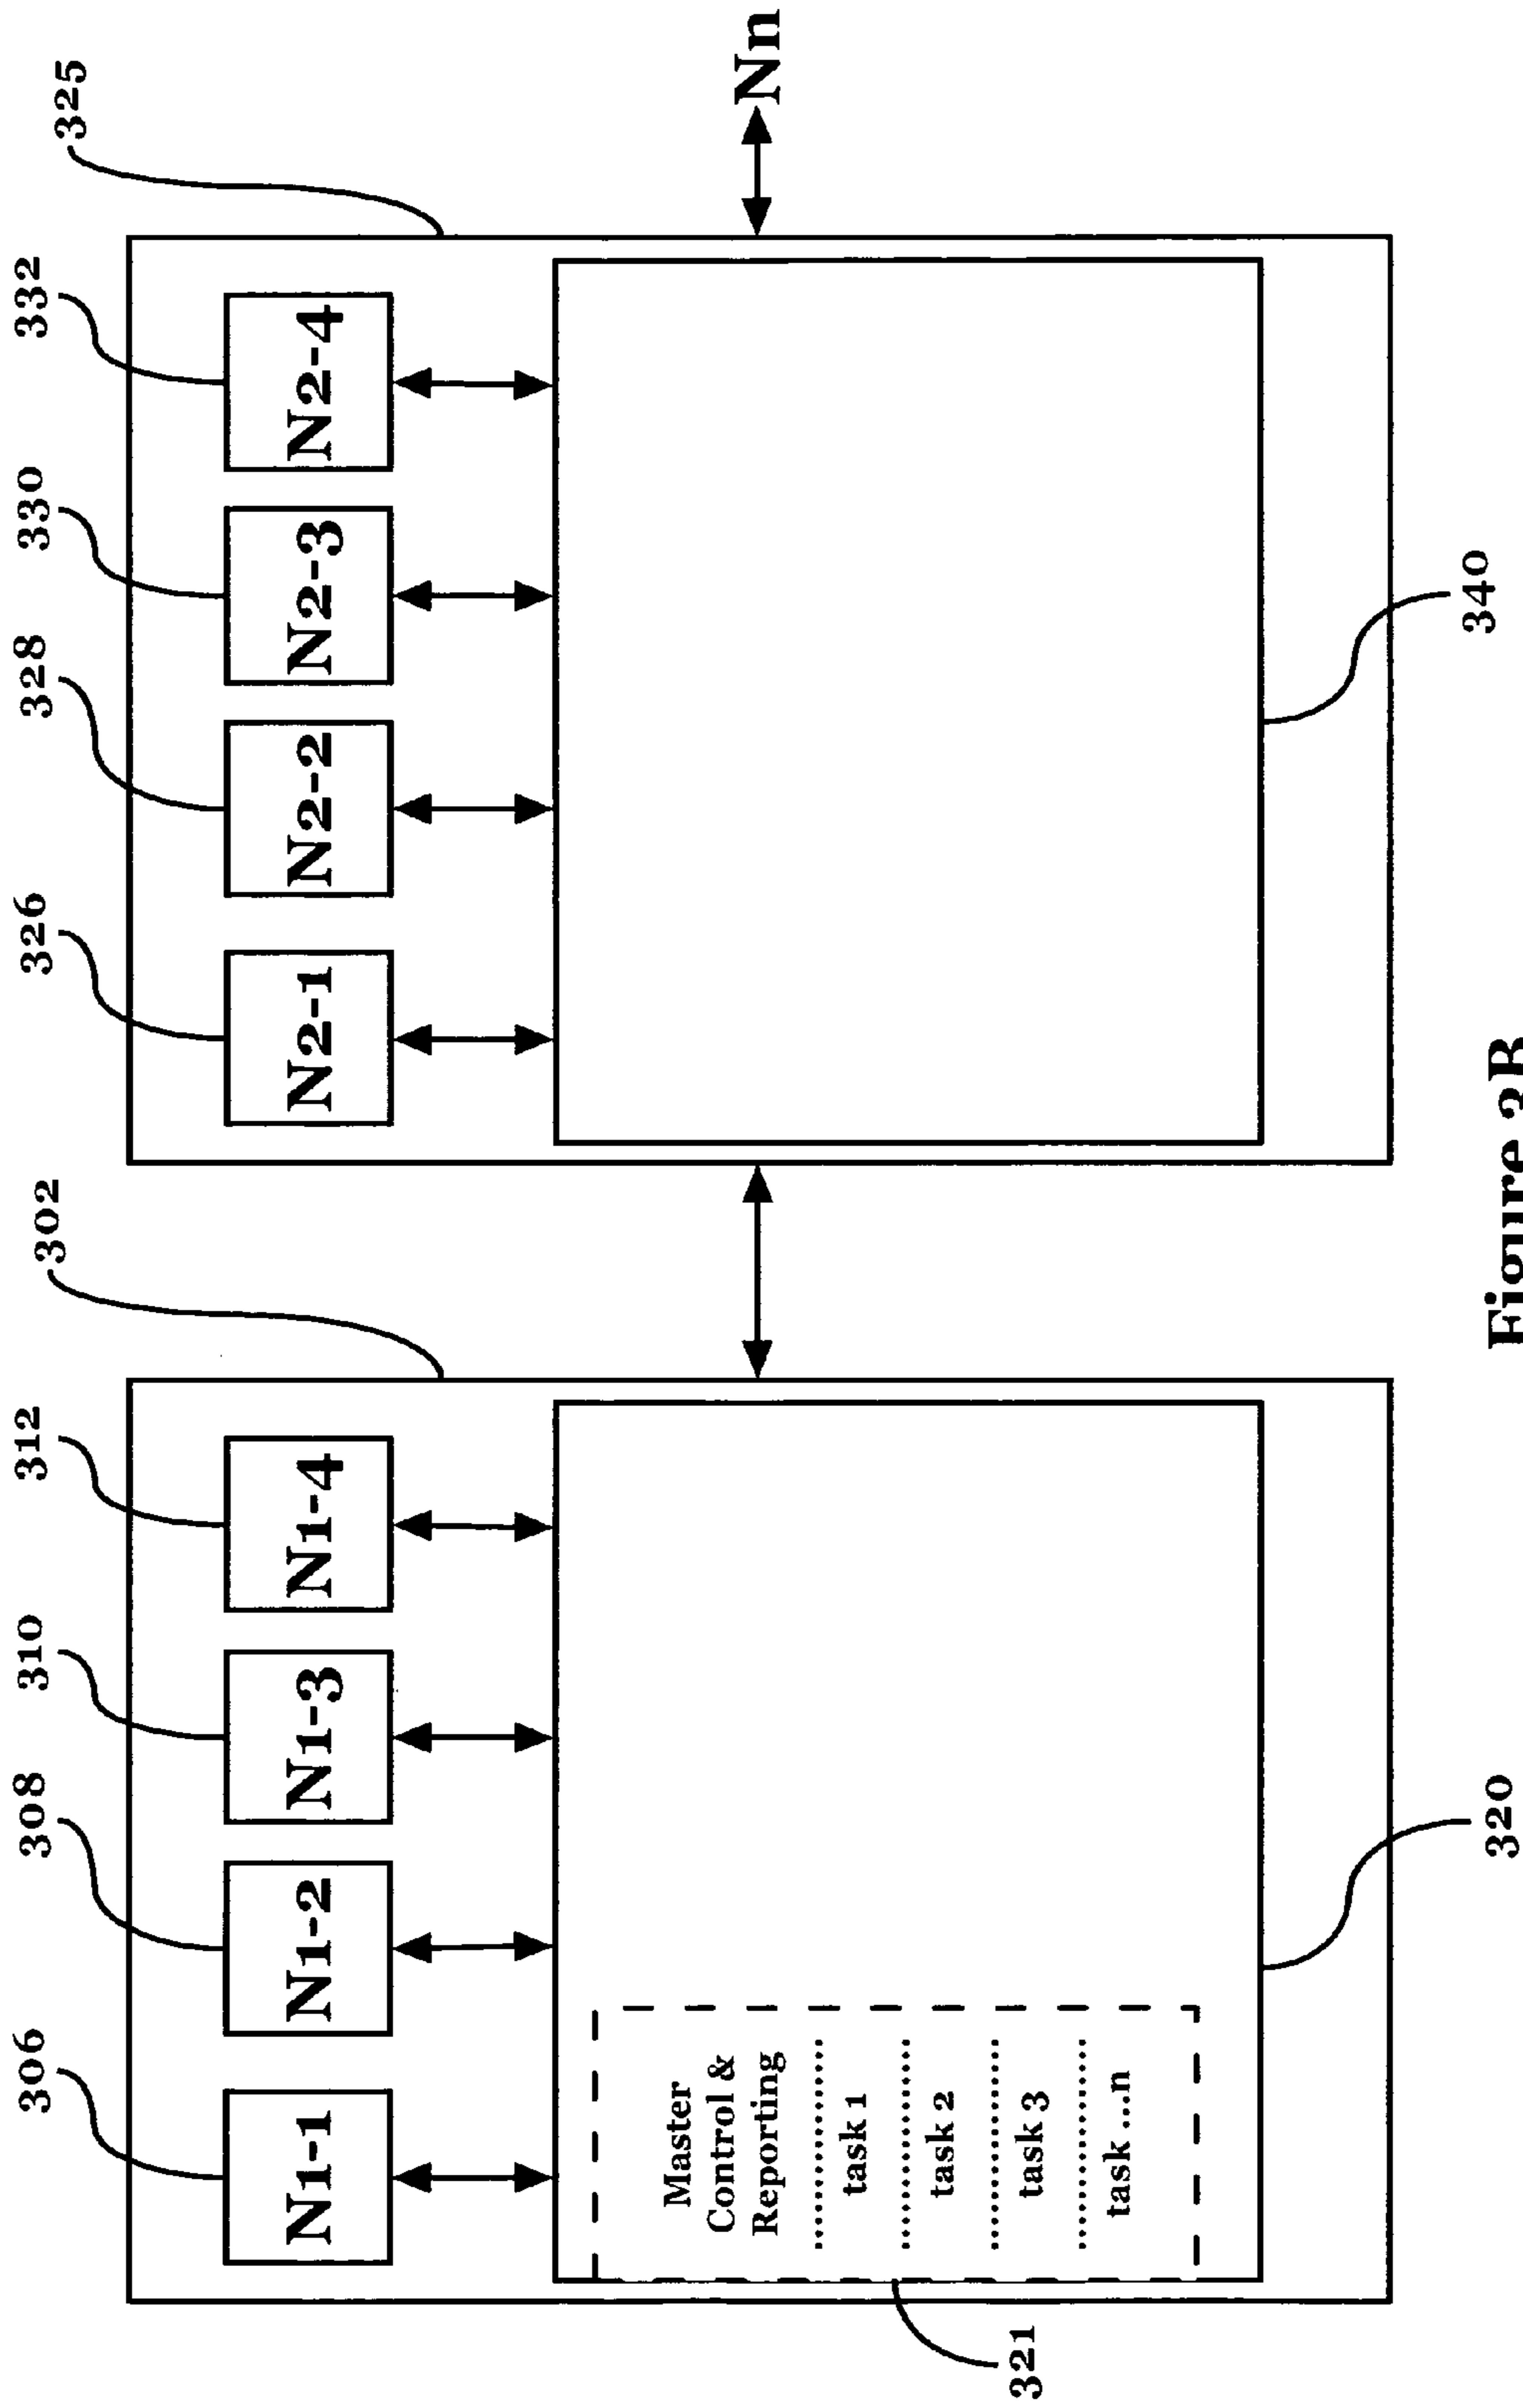 306
308
310
312
302
326
328
330
332
325
N1-1
N1-2
N1-3
N1-4
N2-1
N2-2
N2-3
N2-4
Master
Control &
Reporting
task 1
task 2
task 3
task ...n
Nn
321
320
340
Figure 3B